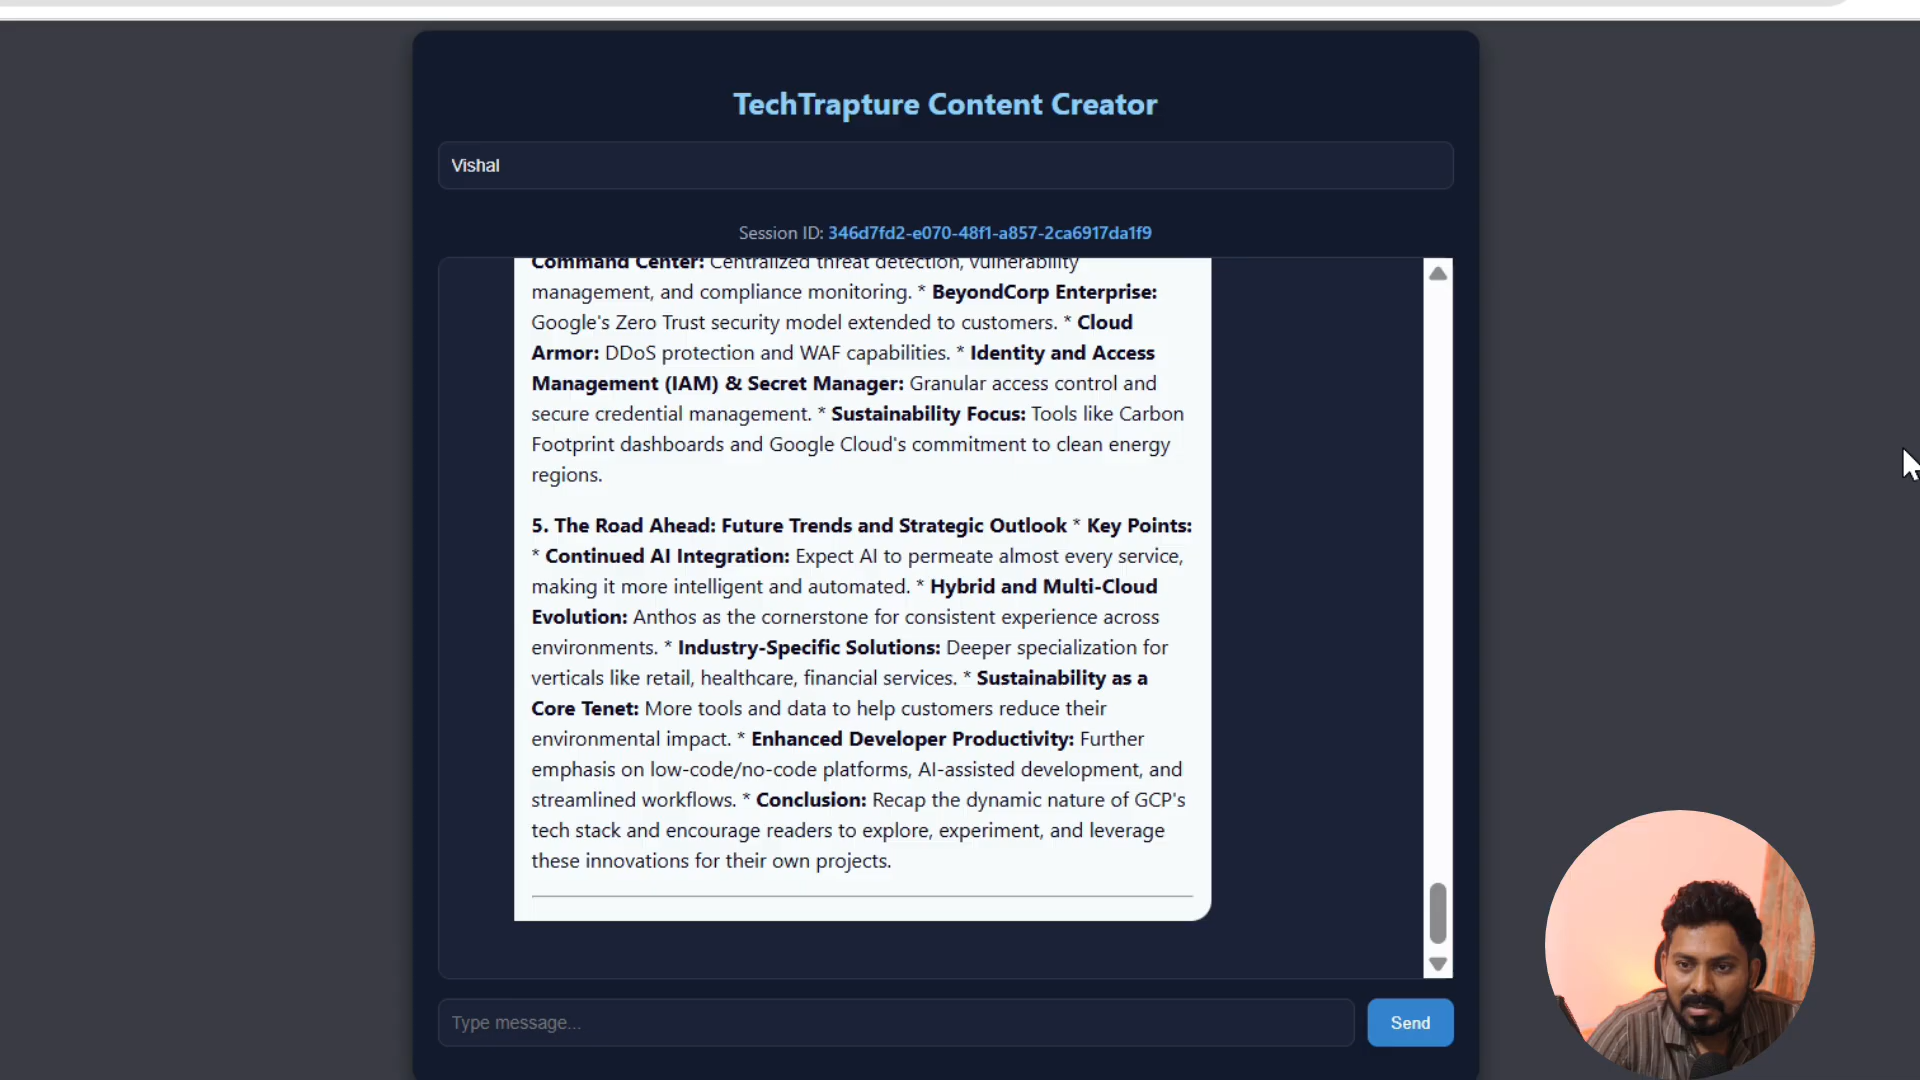 TechTrapture Content Creator
Vishal
Session ID: 346d7fd2-e070-48f1-a857-2ca6917da1f9
Command Center: Centralized threat detection, vulnerability
management, and compliance monitoring. * BeyondCorp Enterprise:
Google's Zero Trust security model extended to customers. * Cloud
Armor: DDoS protection and WAF capabilities. * Identity and Access
Management (IAM) & Secret Manager: Granular access control and
secure credential management. * Sustainability Focus: Tools like Carbon
Footprint dashboards and Google Cloud's commitment to clean energy
regions.
5. The Road Ahead: Future Trends and Strategic Outlook * Key Points:
* Continued AI Integration: Expect AI to permeate almost every service,
making it more intelligent and automated. * Hybrid and Multi-Cloud
Evolution: Anthos as the cornerstone for consistent experience across
environments. * Industry-Specific Solutions: Deeper specialization for
verticals like retail, healthcare, financial services. * Sustainability as a
Core Tenet: More tools and data to help customers reduce their
environmental impact. * Enhanced Developer Productivity: Further
emphasis on low-code/no-code platforms, AI-assisted development, and
streamlined workflows. * Conclusion: Recap the dynamic nature of GCP's
tech stack and encourage readers to explore, experiment, and leverage
these innovations for their own projects.
Type message...
Send